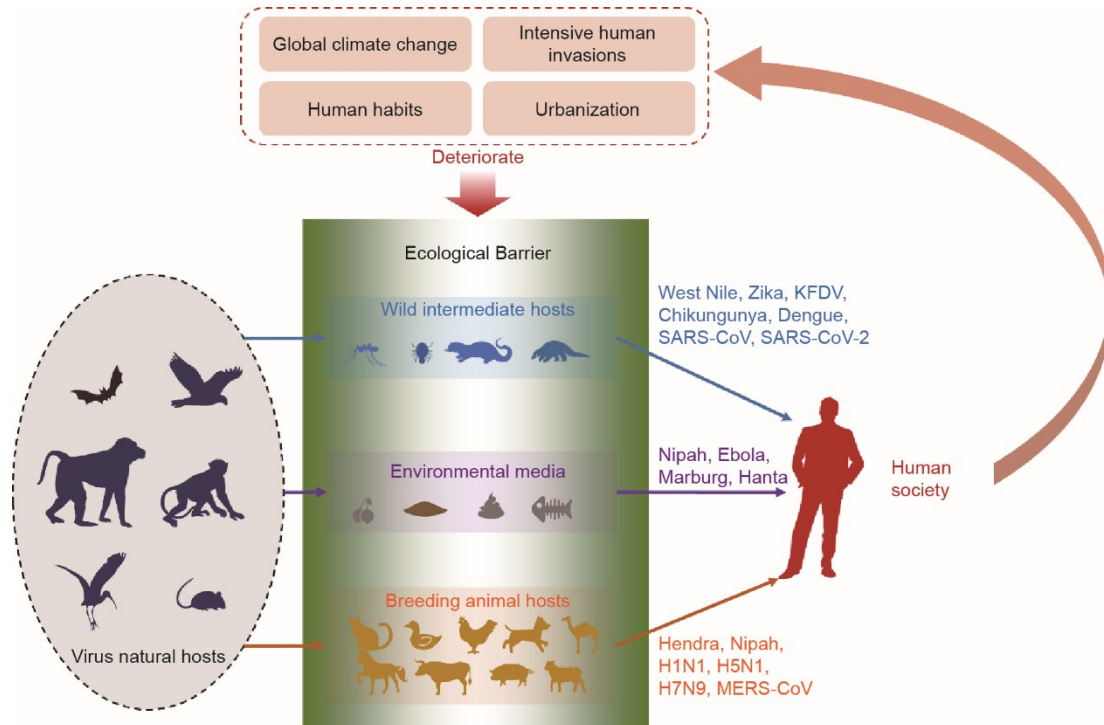 Global climate change
Intensive human
invasions
Human habits
Urbanization
Deteriorate
Ecological Barrier
Wild intermediate hosts
West Nile, Zika, KFDV,
Chikungunya, Dengue,
SARS-CoV, SARS-CoV-2
Environmental media
Nipah, Ebola,
Marburg, Hanta
Human
society
Breeding animal hosts
Virus natural hosts
Hendra, Nipah,
H1N1, H5N1,
H7N9, MERS-CoV